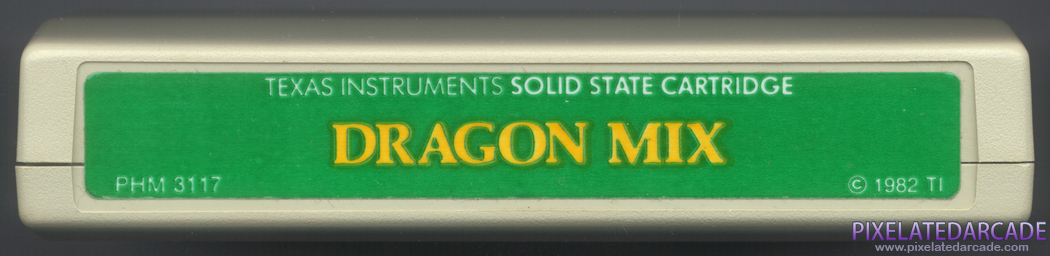 TEXAS INSTRUMENTS SOLID STATE CARTRIDGE
DRAGON MIX
PHM 3117
© 1982 TI
PIXELATEDARCADE
www.pixelatedarcade.com